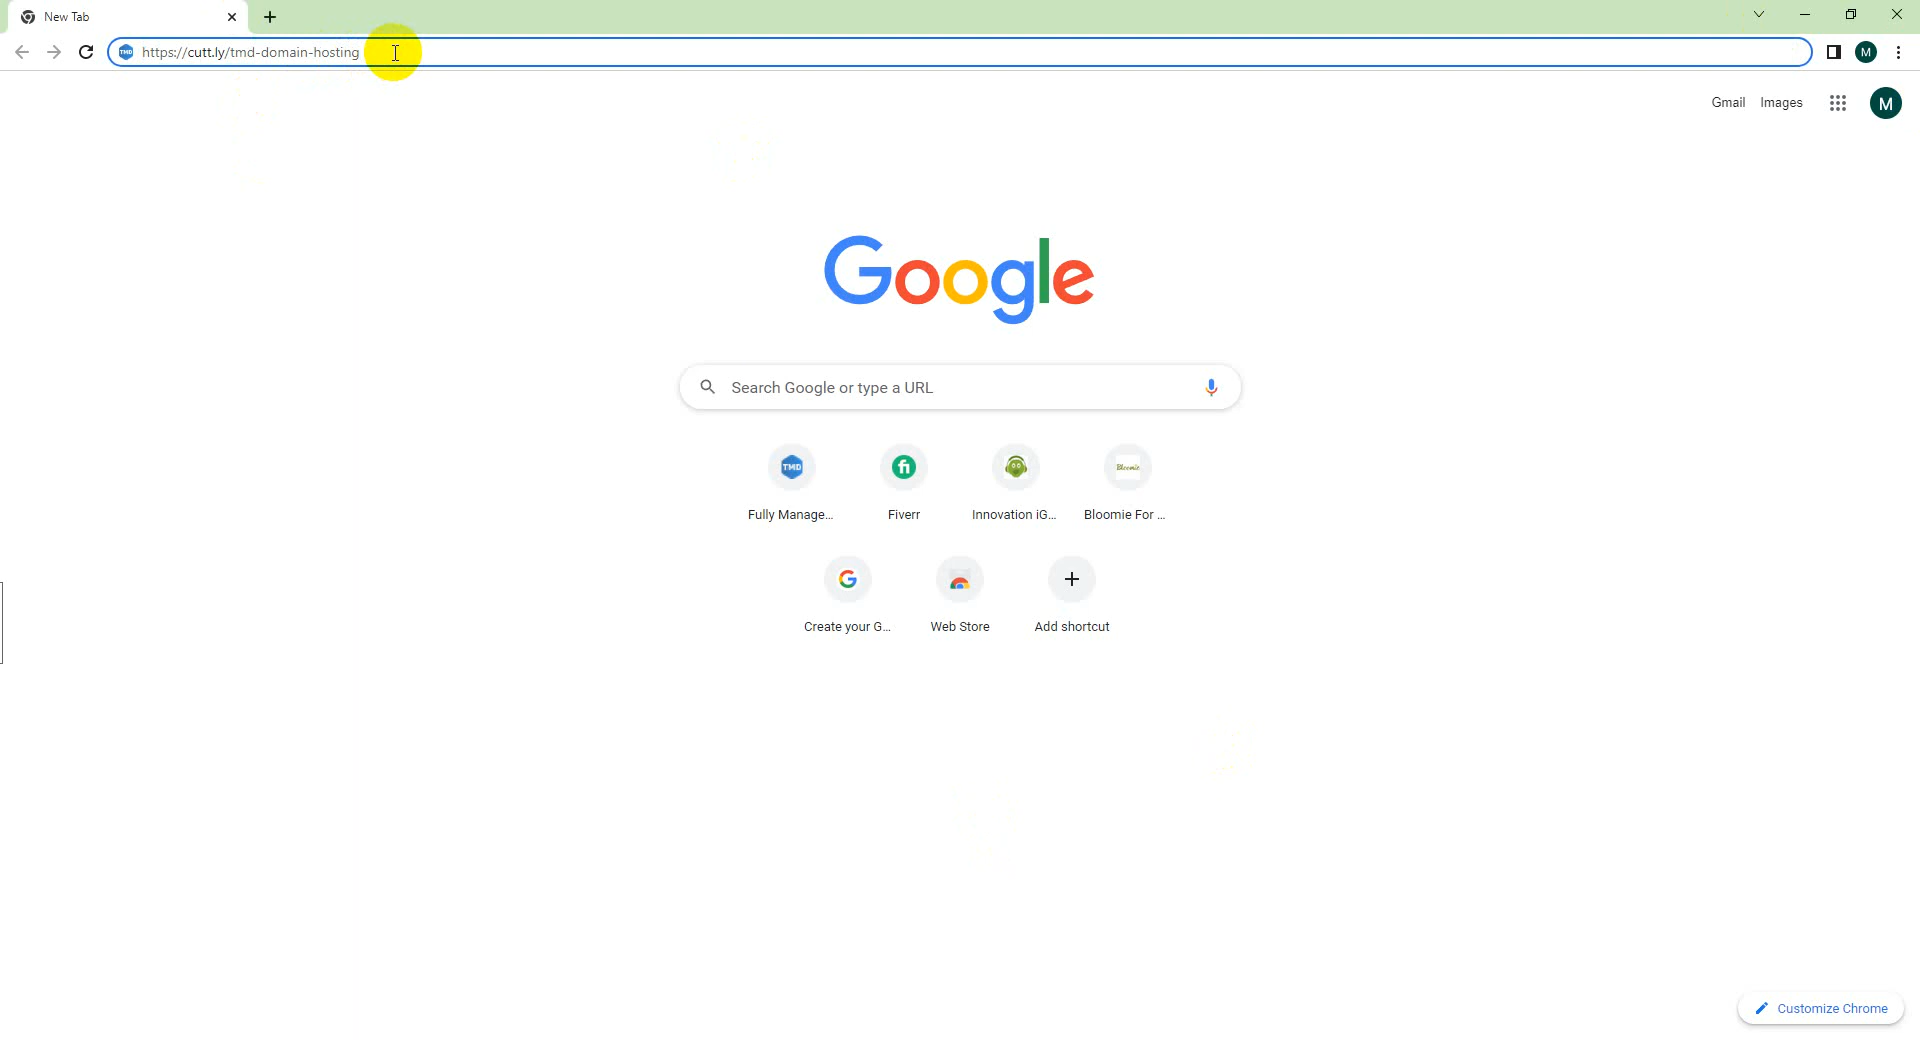 New Tab
https://cutt.ly/tmd-domain-hosting
Gmail Images
M
M
Google
Search Google or type a URL
TMD
Fully Manage...
Fiverr
Innovation iG...
Bloomie
Bloomie For ...
Create your G...
Web Store
Add shortcut
Customize Chrome